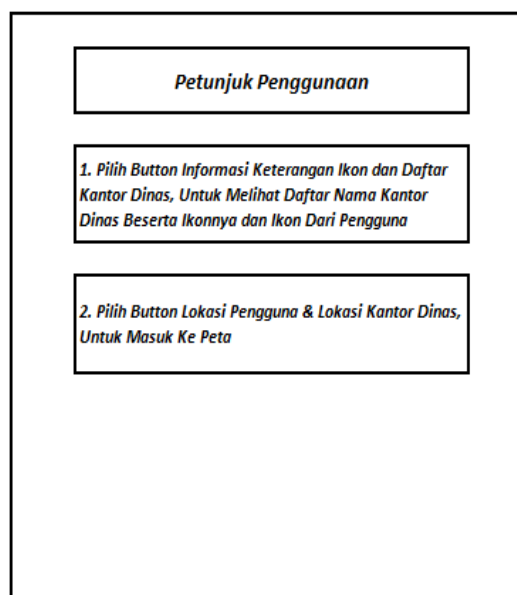 Petunjuk Penggunaan
1. Pilih Button Informasi Keterangan Ikon dan Daftar
Kantor Dinas, Untuk Melihat Daftar Nama Kantor
Dinas Beserta Ikonnya dan Ikon Dari Pengguna
2. Pilih Button Lokasi Pengguna & Lokasi Kantor Dinas,
Untuk Masuk Ke Peta